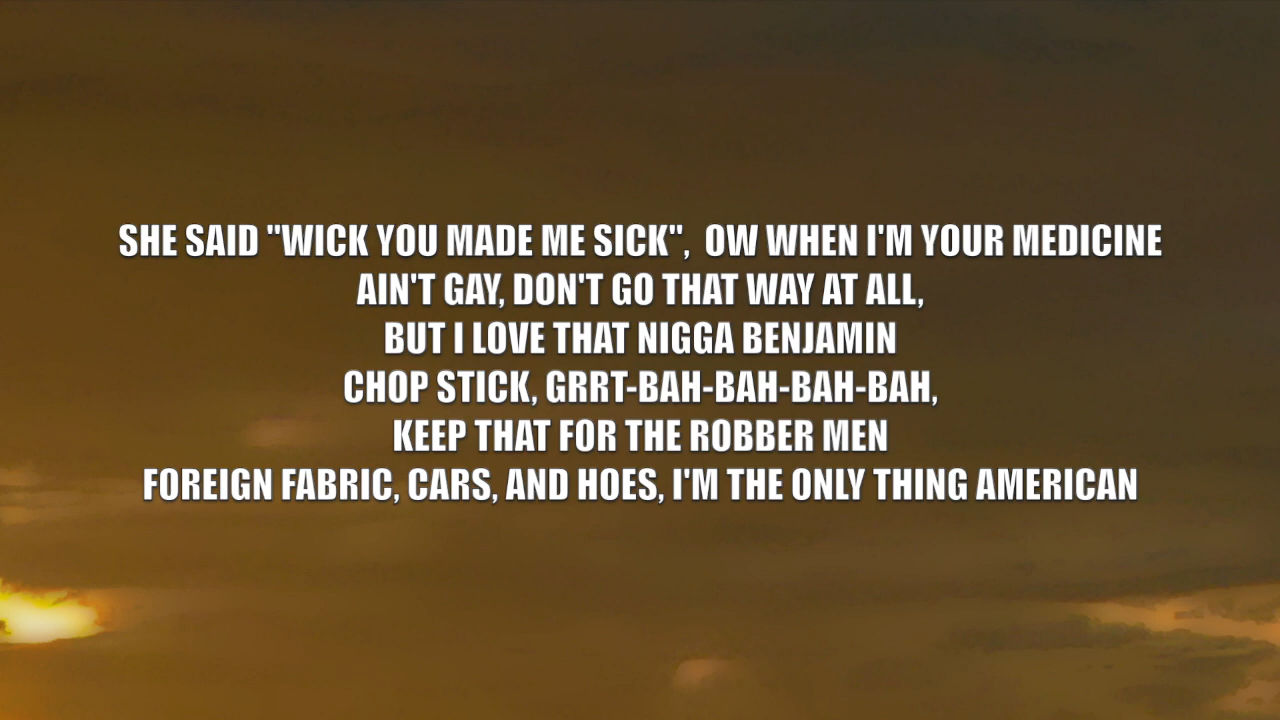 SHE SAID "WICK YOU MADE ME SICK",  OW WHEN I'M YOUR MEDICINE
AIN'T GAY, DON'T GO THAT WAY AT ALL,
BUT I LOVE THAT NIGGA BENJAMIN
CHOP STICK, GRRT-BAH-BAH-BAH-BAH,
KEEP THAT FOR THE ROBBER MEN
FOREIGN FABRIC, CARS, AND HOES, I'M THE ONLY THING AMERICAN